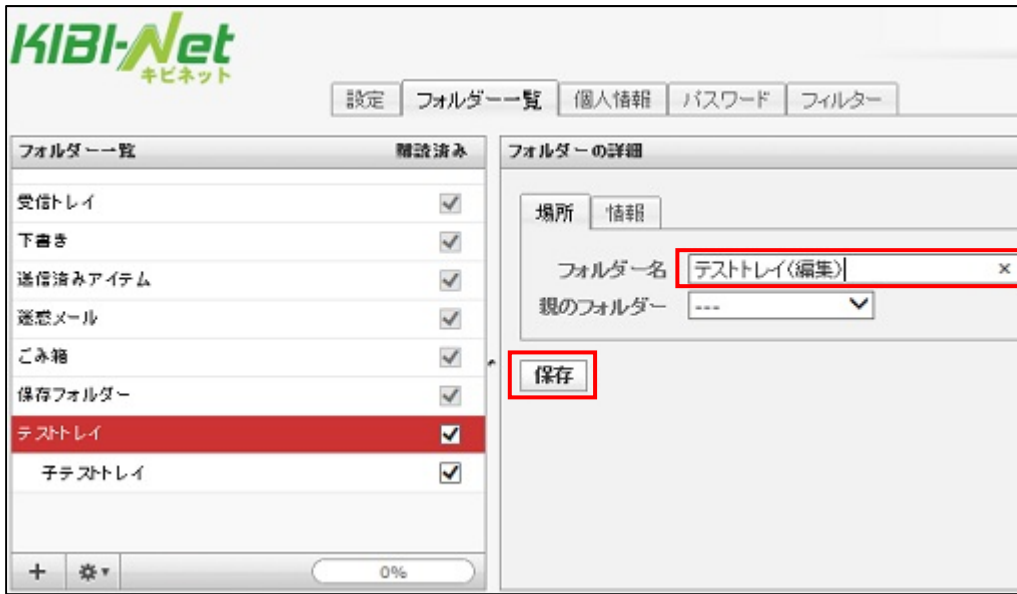 KIBI-Net
キビネット
設定 フォルダー一覧 個人情報 パスワード フィルター
フォルダー一覧 購読済み
フォルダーの詳細
受信トレイ
下書き
送信済みアイテム
迷惑メール
ごみ箱
保存フォルダー
テストトレイ
子テストトレイ
場所 情報
フォルダー名 テストトレイ(編集) ×
親のフォルダー ---
保存
+ 0%